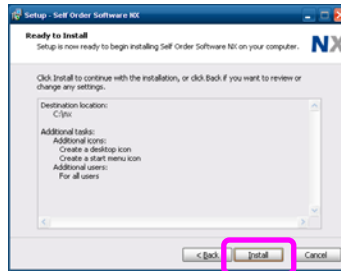 Setup - Self Order Software NX
Ready to Install
Setup is now ready to begin installing Self Order Software NX on your computer.
NX
Click Install to continue with the installation, or click Back if you want to review or
change any settings.
Destination location:
C:\nx
Additional tasks:
Additional icons:
Create a desktop icon
Create a start menu icon
Additional users:
For all users
< Back
Install
Cancel